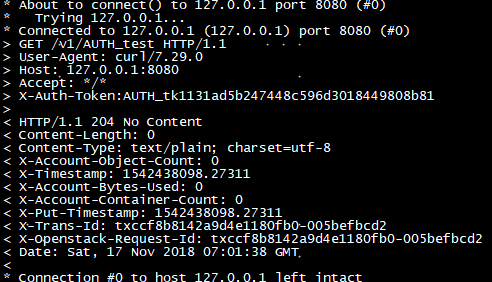 * About to connect() to 127.0.0.1 port 8080 (#0)
*   Trying 127.0.0.1...
* Connected to 127.0.0.1 (127.0.0.1) port 8080 (#0)
> GET /v1/AUTH_test HTTP/1.1
> User-Agent: curl/7.29.0
> Host: 127.0.0.1:8080
> Accept: */*
> X-Auth-Token:AUTH_tk1131ad5b247448c596d3018449808b81
>
< HTTP/1.1 204 No Content
< Content-Length: 0
< Content-Type: text/plain; charset=utf-8
< X-Account-Object-Count: 0
< X-Timestamp: 1542438098.27311
< X-Account-Bytes-Used: 0
< X-Account-Container-Count: 0
< X-Put-Timestamp: 1542438098.27311
< X-Trans-Id: txccf8b8142a9d4e1180fb0-005befbcd2
< X-Openstack-Request-Id: txccf8b8142a9d4e1180fb0-005befbcd2
< Date: Sat, 17 Nov 2018 07:01:38 GMT
<
* Connection #0 to host 127.0.0.1 left intact